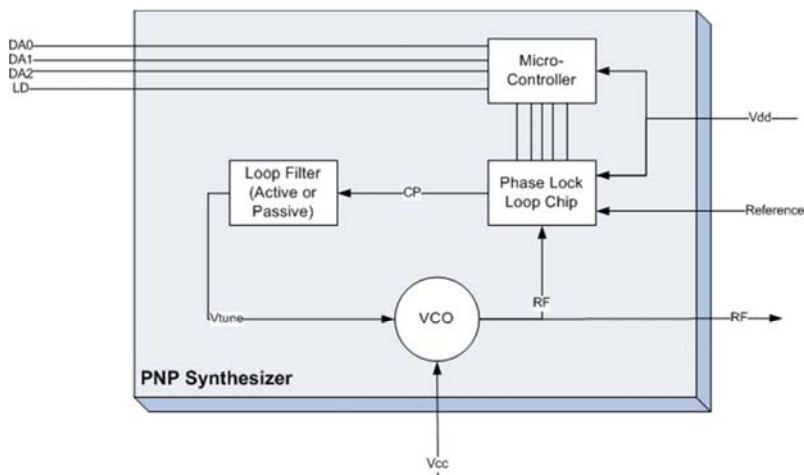 DA0
DA1
DA2
LD
Micro-
Controller
Vdd
Loop Filter
(Active or
Passive)
CP
Phase Lock
Loop Chip
Reference
RF
Vtune
VCO
RF
PNP Synthesizer
Vcc